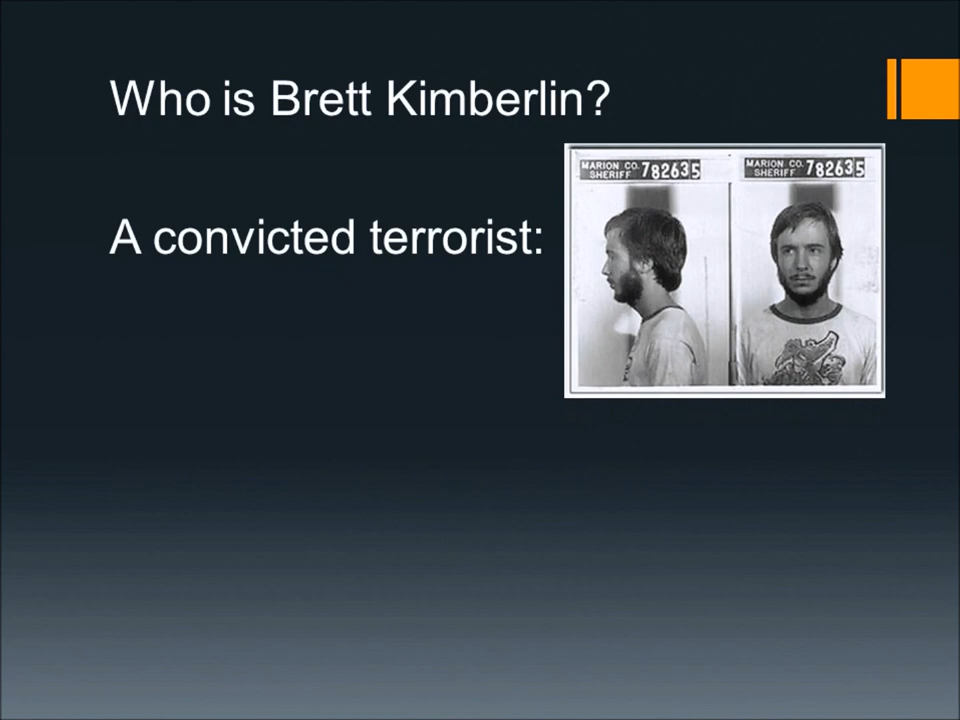 Who is Brett Kimberlin?
MARION CO. SHERIFF 782635
MARION CO. SHERIFF 782635
A convicted terrorist: